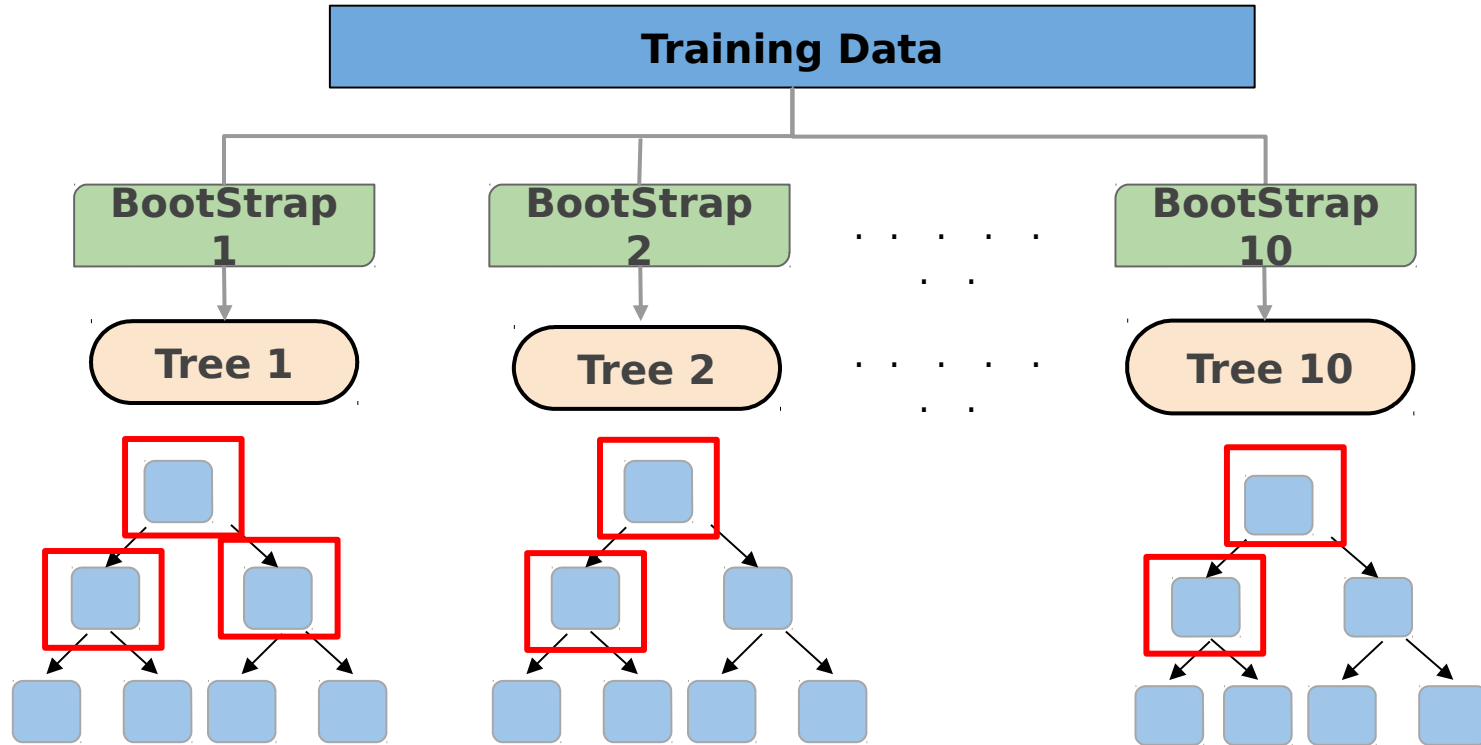 Training Data
BootStrap
1
BootStrap
2
. . . . .
. .
BootStrap
10
Tree 1
Tree 2
. . . . .
. .
Tree 10